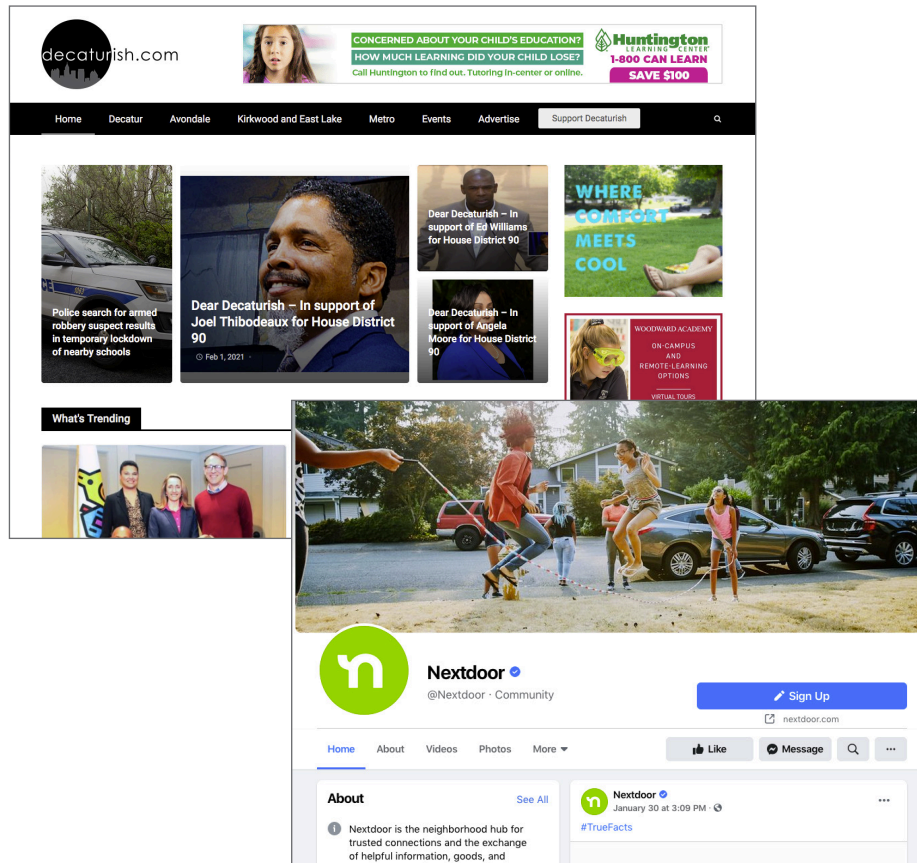 decaturish.com
CONCERNED ABOUT YOUR CHILD'S EDUCATION?
HOW MUCH LEARNING DID YOUR CHILD LOSE?
Call Huntington to find out. Tutoring in-center or online.
Huntington
LEARNING CENTER
1-800 CAN LEARN
SAVE $100
Home Decatur Avondale Kirkwood and East Lake Metro Events Advertise Support Decaturish
Police search for armed
robbery suspect results
in temporary lockdown
of nearby schools
Dear Decaturish – In support of
Joel Thibodeaux for House District
90
Feb 1, 2021
Dear Decaturish – In
support of Ed Williams
for House District 90
Dear Decaturish – In
support of Angela
Moore for House District
90
WHERE
COMFORT
MEETS
COOL
WOODWARD ACADEMY
ON-CAMPUS
AND
REMOTE-LEARNING
OPTIONS
VIRTUAL TOURS
What's Trending
Nextdoor
@Nextdoor · Community
Sign Up
nextdoor.com
Home About Videos Photos More
Like Message
About See All
Nextdoor is the neighborhood hub for
trusted connections and the exchange
of helpful information, goods, and
Nextdoor
January 30 at 3:09 PM ·
#TrueFacts